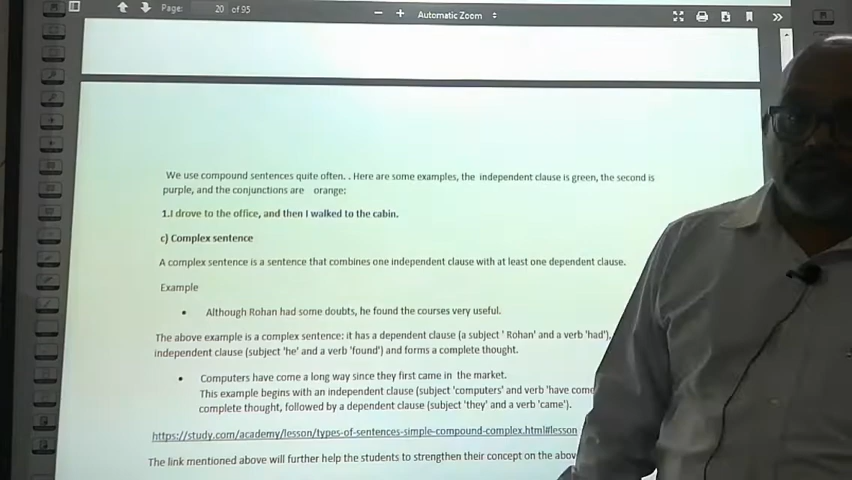 Page: 20 of 95
Automatic Zoom
We use compound sentences quite often. . Here are some examples, the independent clause is green, the second is
purple, and the conjunctions are orange:
1.I drove to the office, and then I walked to the cabin.
c) Complex sentence
A complex sentence is a sentence that combines one independent clause with at least one dependent clause.
Example
• Although Rohan had some doubts, he found the courses very useful.
The above example is a complex sentence: it has a dependent clause (a subject ' Rohan' and a verb 'had'),
independent clause (subject 'he' and a verb 'found') and forms a complete thought.
• Computers have come a long way since they first came in the market.
This example begins with an independent clause (subject 'computers' and verb 'have come
complete thought, followed by a dependent clause (subject 'they' and a verb 'came').
https://study.com/academy/lesson/types-of-sentences-simple-compound-complex.html#lesson
The link mentioned above will further help the students to strengthen their concept on the abov